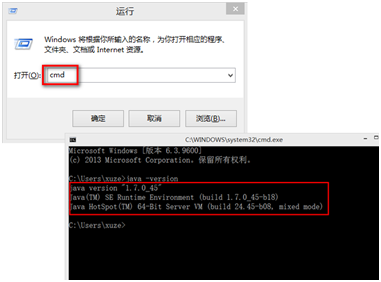 运行
Windows 将根据你所输入的名称，为你打开相应的程序、
文件夹、文档或 Internet 资源。
打开(O):
cmd
确定
取消
浏览(B)...
C:\WINDOWS\system32\cmd.exe
Microsoft Windows [版本 6.3.9600]
(c) 2013 Microsoft Corporation。保留所有权利。
C:\Users\xuze>java -version
java version "1.7.0_45"
Java(TM) SE Runtime Environment (build 1.7.0_45-b18)
Java HotSpot(TM) 64-Bit Server VM (build 24.45-b08, mixed mode)
C:\Users\xuze>